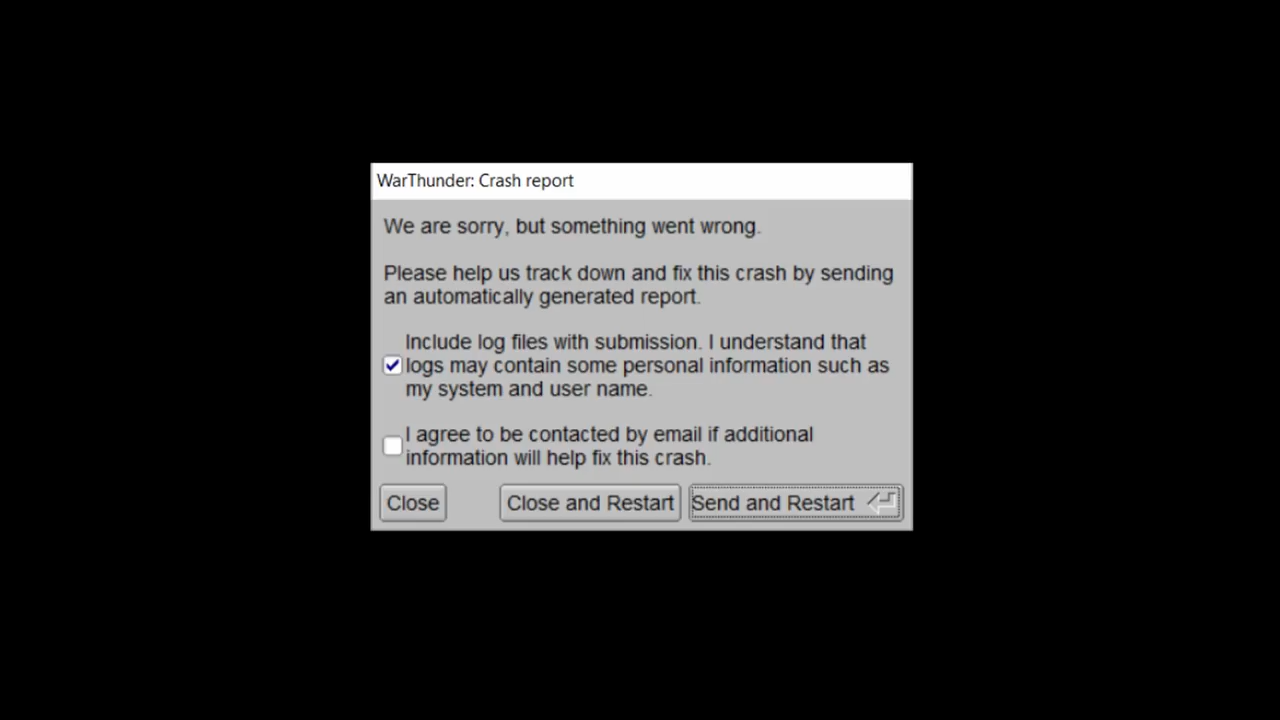 WarThunder: Crash report
We are sorry, but something went wrong.
Please help us track down and fix this crash by sending
an automatically generated report.
Include log files with submission. I understand that
logs may contain some personal information such as
my system and user name.
I agree to be contacted by email if additional
information will help fix this crash.
Close Close and Restart Send and Restart